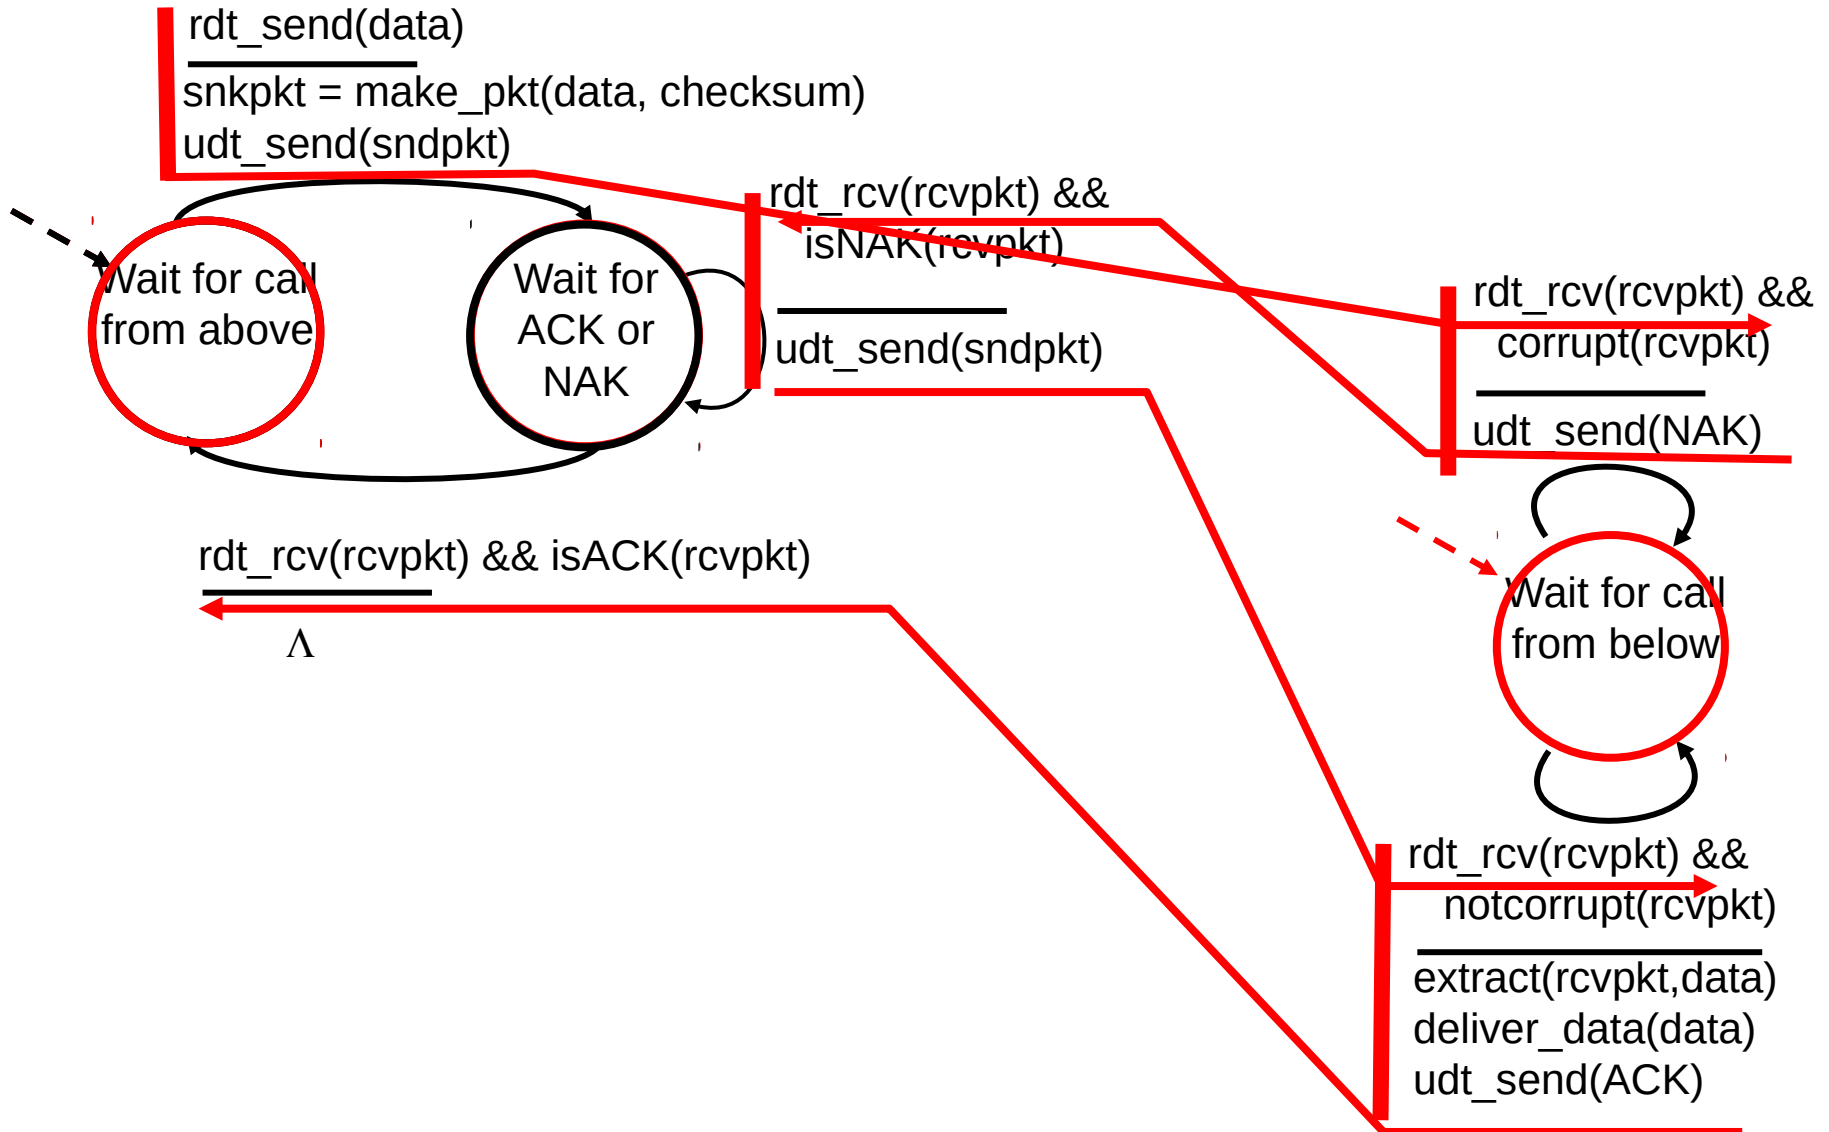 rdt_send(data)
snkpkt = make_pkt(data, checksum)
udt_send(sndpkt)
Wait for call
from above
Wait for
ACK or
NAK
rdt_rcv(rcvpkt) &&
isNAK(rcvpkt)
udt_send(sndpkt)
rdt_rcv(rcvpkt) && isACK(rcvpkt)
Λ
rdt_rcv(rcvpkt) &&
corrupt(rcvpkt)
udt_send(NAK)
Wait for call
from below
rdt_rcv(rcvpkt) &&
notcorrupt(rcvpkt)
extract(rcvpkt,data)
deliver_data(data)
udt_send(ACK)